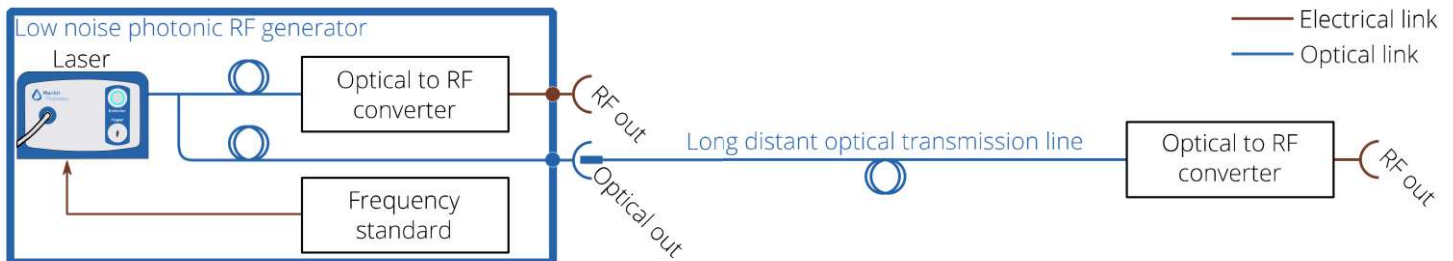 Low noise photonic RF generator
Laser
Optical to RF
converter
RF out
Optical out
Frequency
standard
Long distant optical transmission line
Optical to RF
converter
RF out
Electrical link
Optical link